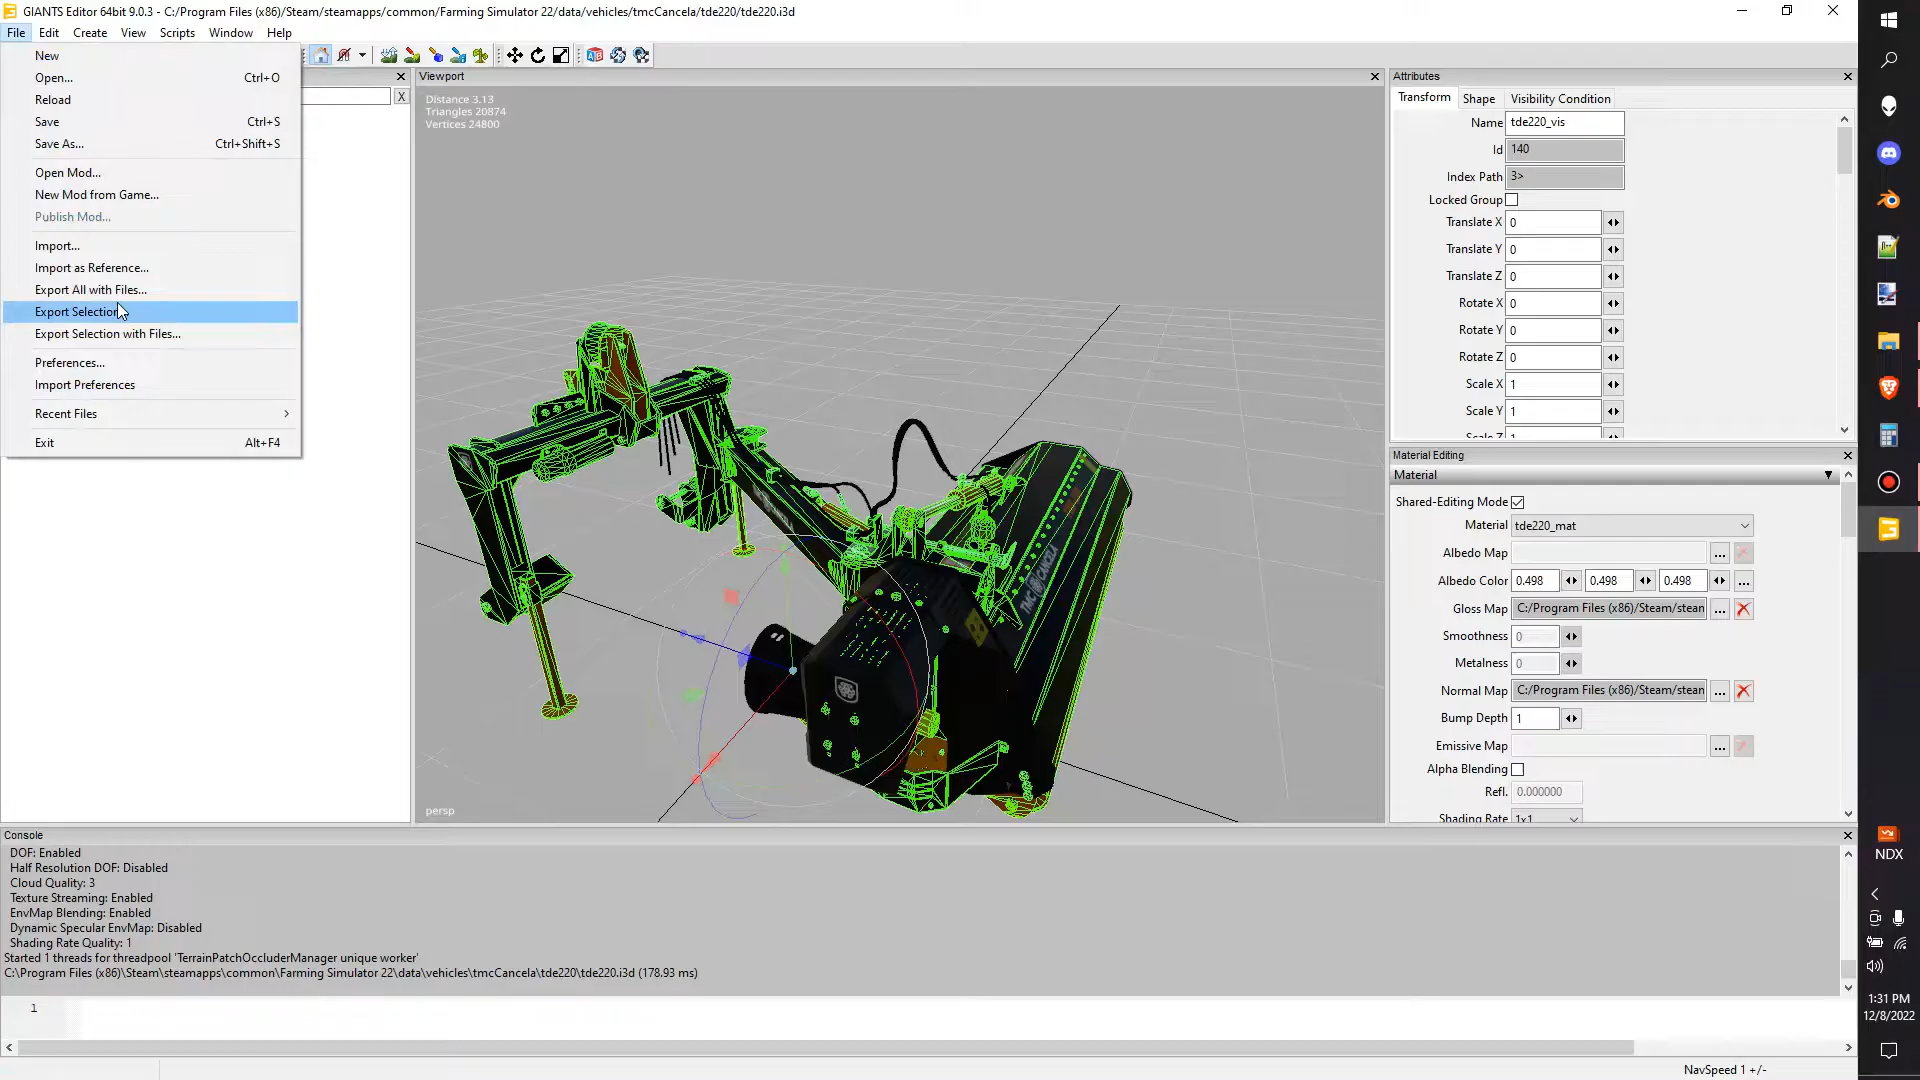 GIANTS Editor 64bit 9.0.3 - C:/Program Files (x86)/Steam/steamapps/common/Farming Simulator 22/data/vehicles/tmcCancela/tde220/tde220.i3d
File Edit Create View Scripts Window Help
New
Open... Ctrl+O
Reload
Save Ctrl+S
Save As... Ctrl+Shift+S
Open Mod...
New Mod from Game...
Publish Mod...
Import...
Import as Reference...
Export All with Files...
Export Selection
Export Selection with Files...
Preferences...
Import Preferences
Recent Files
Exit Alt+F4
X
Viewport
Distance 3.13
Triangles 20874
Vertices 24800
TMC CANCELA
persp
Attributes
Transform Shape Visibility Condition
Name tde220_vis
Id 140
Index Path 3>
Locked Group
Translate X 0
Translate Y 0
Translate Z 0
Rotate X 0
Rotate Y 0
Rotate Z 0
Scale X 1
Scale Y 1
Scale Z 1
Material Editing
Material
Shared-Editing Mode
Material tde220_mat
Albedo Map ...
Albedo Color 0.498 0.498 0.498 ...
Gloss Map C:/Program Files (x86)/Steam/stean ...
Smoothness 0
Metalness 0
Normal Map C:/Program Files (x86)/Steam/stean ...
Bump Depth 1
Emissive Map ...
Alpha Blending
Refl. 0.000000
Shading Rate 1x1
Console
DOF: Enabled
Half Resolution DOF: Disabled
Cloud Quality: 3
Texture Streaming: Enabled
EnvMap Blending: Enabled
Dynamic Specular EnvMap: Disabled
Shading Rate Quality: 1
Started 1 threads for threadpool 'TerrainPatchOccluderManager unique worker'
C:\Program Files (x86)\Steam\steamapps\common\Farming Simulator 22\data\vehicles\tmcCancela\tde220\tde220.i3d (178.93 ms)
1
NavSpeed 1 +/-
NDX
1:31 PM
12/8/2022